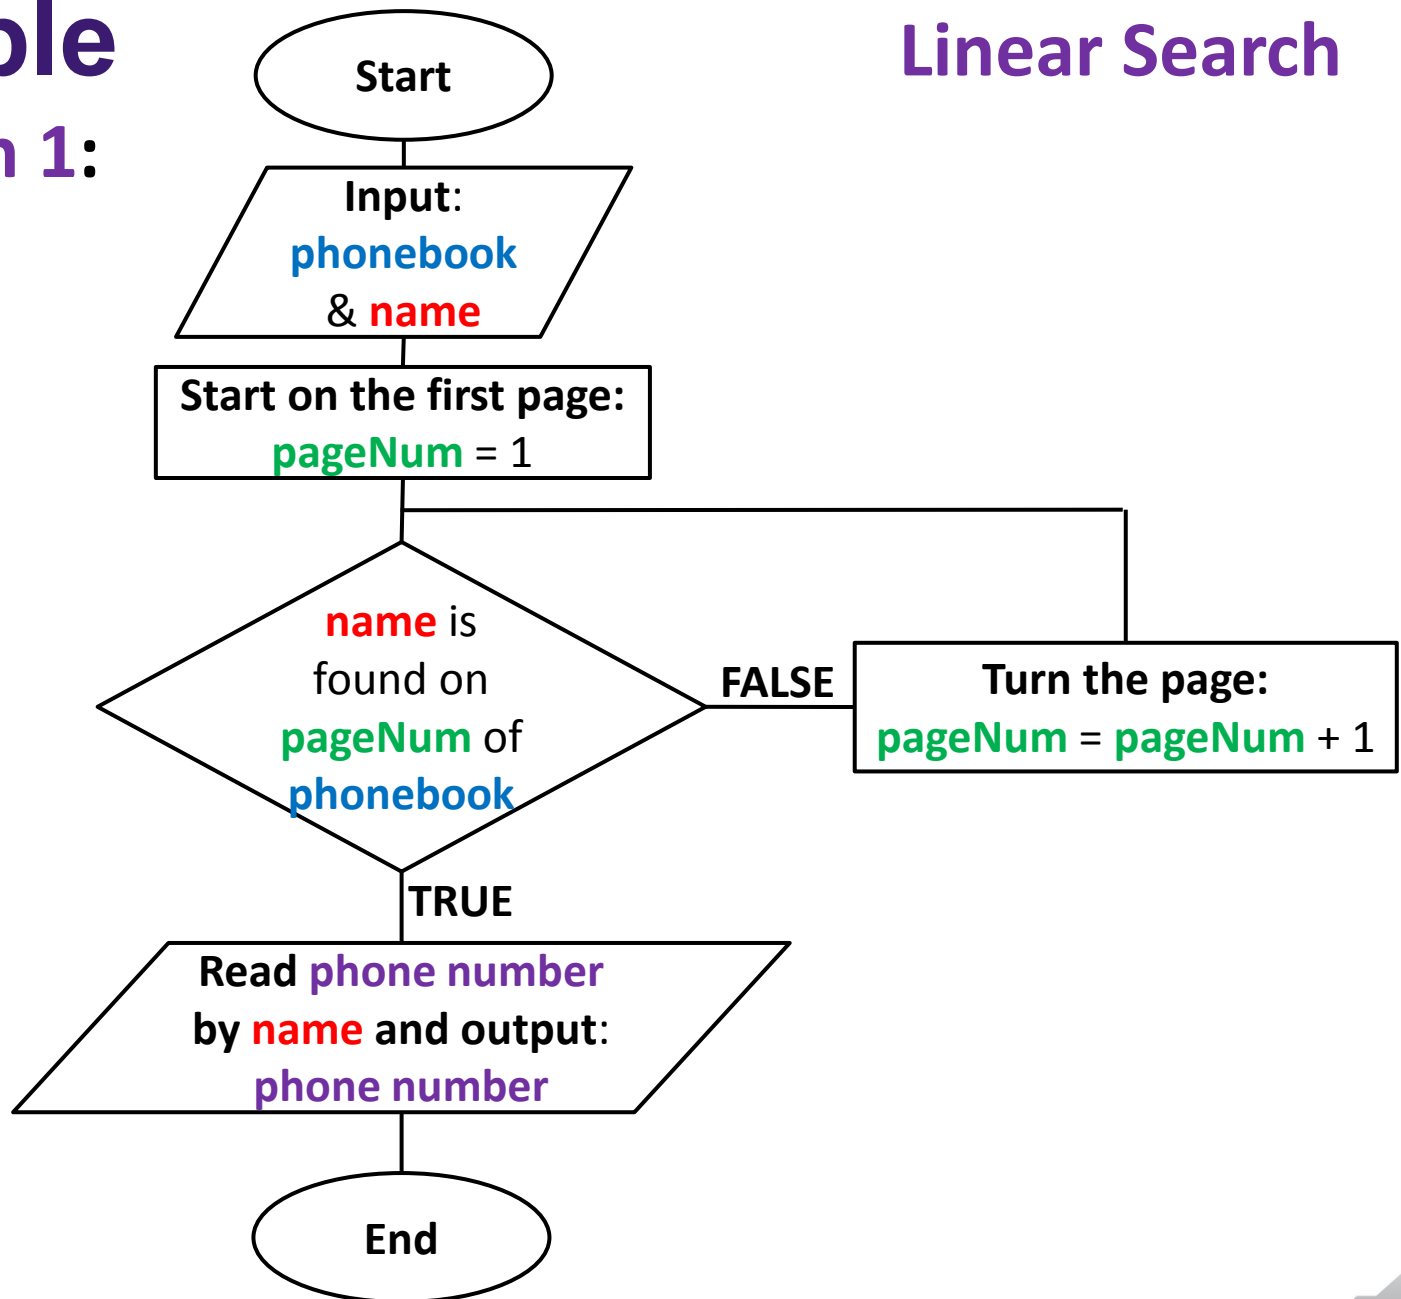 ple
Linear Search
n 1:
Start
Input:
phonebook
& name
Start on the first page:
pageNum = 1
name is
found on
pageNum of
phonebook
FALSE
Turn the page:
pageNum = pageNum + 1
TRUE
Read phone number
by name and output:
phone number
End